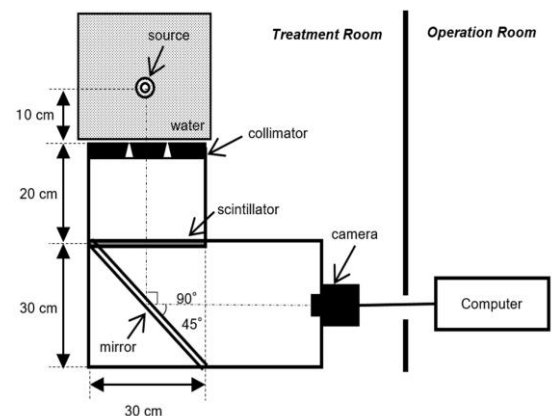 source
Treatment Room
Operation Room
10 cm
water
collimator
20 cm
scintillator
camera
30 cm
90°
45°
Computer
mirror
30 cm